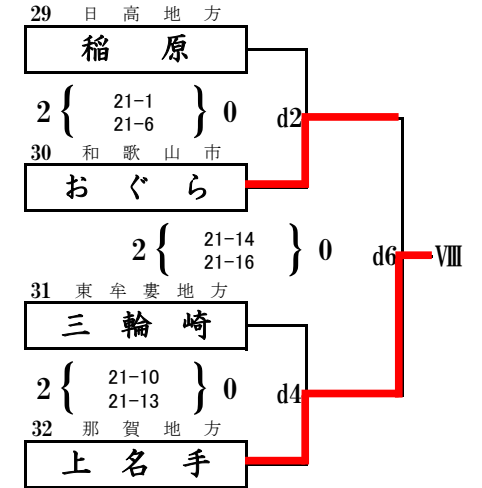 29 日高地方
稲原
2 { 21-1 } 0
21-6
d2
30 和歌山市
おぐら
2 { 21-14 } 0
21-16
d6 Ⅷ
31 東牟婁地方
三輪崎
2 { 21-10 } 0
21-13
d4
32 那賀地方
上名手